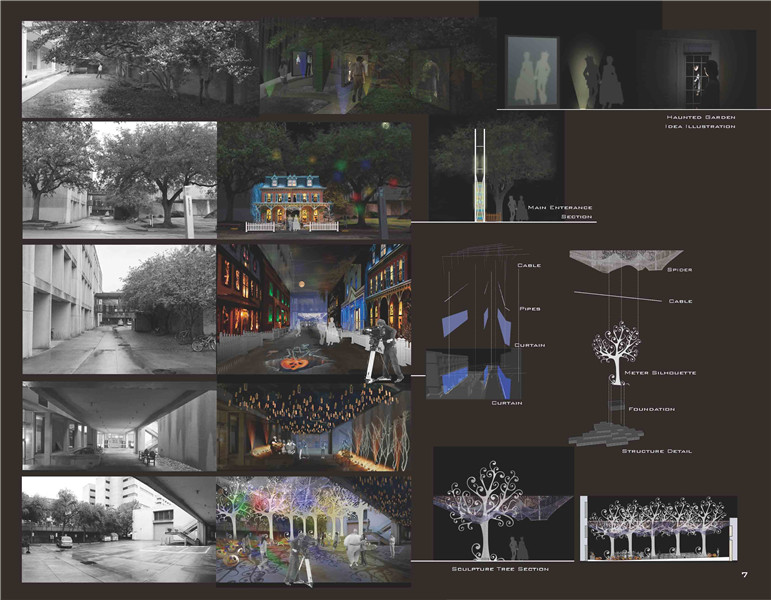 Haunted Garden
Idea Illustration
Main Enterance
Section
Cable
Spider
Cable
Pipes
Curtain
Meter Silhouette
Curtain
Foundation
Structure Detail
Sculpture Tree Section
7